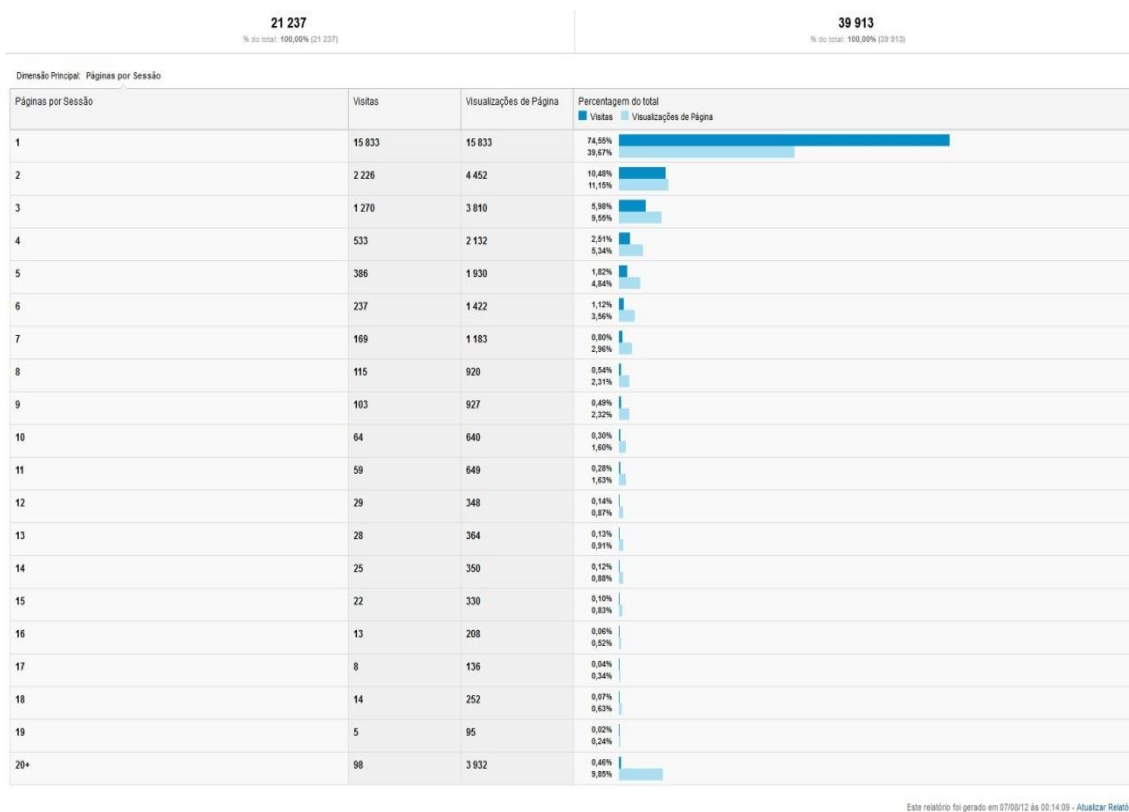 21 237
% do total: 100,00% (21 237)
39 913
% do total: 100,00% (39 913)
Dimensão Principal: Páginas por Sessão
Páginas por Sessão Visitas Visualizações de Página Percentagem do total
Visitas Visualizações de Página
1 15 833 15 833 74,55%
39,67%
2 2 226 4 452 10,48%
11,15%
3 1 270 3 810 5,98%
9,55%
4 533 2 132 2,51%
5,34%
5 386 1 930 1,82%
4,84%
6 237 1 422 1,12%
3,56%
7 169 1 183 0,80%
2,96%
8 115 920 0,54%
2,31%
9 103 927 0,49%
2,32%
10 64 640 0,30%
1,60%
11 59 649 0,28%
1,63%
12 29 348 0,14%
0,87%
13 28 364 0,13%
0,91%
14 25 350 0,12%
0,88%
15 22 330 0,10%
0,83%
16 13 208 0,06%
0,52%
17 8 136 0,04%
0,34%
18 14 252 0,07%
0,63%
19 5 95 0,02%
0,24%
20+ 98 3 932 0,46%
9,85%
Este relatório foi gerado em 07/08/12 às 00:14:09 - Atualizar Relató